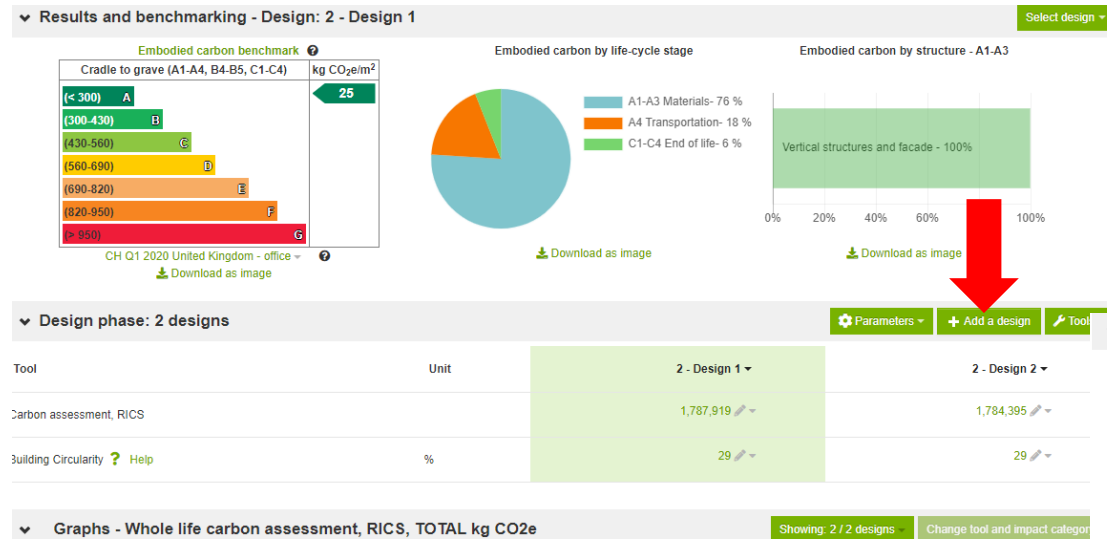 Results and benchmarking - Design: 2 - Design 1
Select design
Embodied carbon benchmark
Cradle to grave (A1-A4, B4-B5, C1-C4) kg CO₂e/m²
(< 300) A 25
(300-430) B
(430-560) C
(560-690) D
(690-820) E
(820-950) F
(> 950) G
CH Q1 2020 United Kingdom - office
Download as image
Embodied carbon by life-cycle stage
A1-A3 Materials- 76 %
A4 Transportation- 18 %
C1-C4 End of life- 6 %
Download as image
Embodied carbon by structure - A1-A3
Vertical structures and facade - 100%
0% 20% 40% 60% 100%
Download as image
Design phase: 2 designs
Parameters + Add a design Tool
Tool Unit 2 - Design 1 2 - Design 2
Carbon assessment, RICS 1,787,919 1,784,395
Building Circularity ? Help % 29 29
Graphs - Whole life carbon assessment, RICS, TOTAL kg CO2e
Showing: 2 / 2 designs Change tool and impact categor